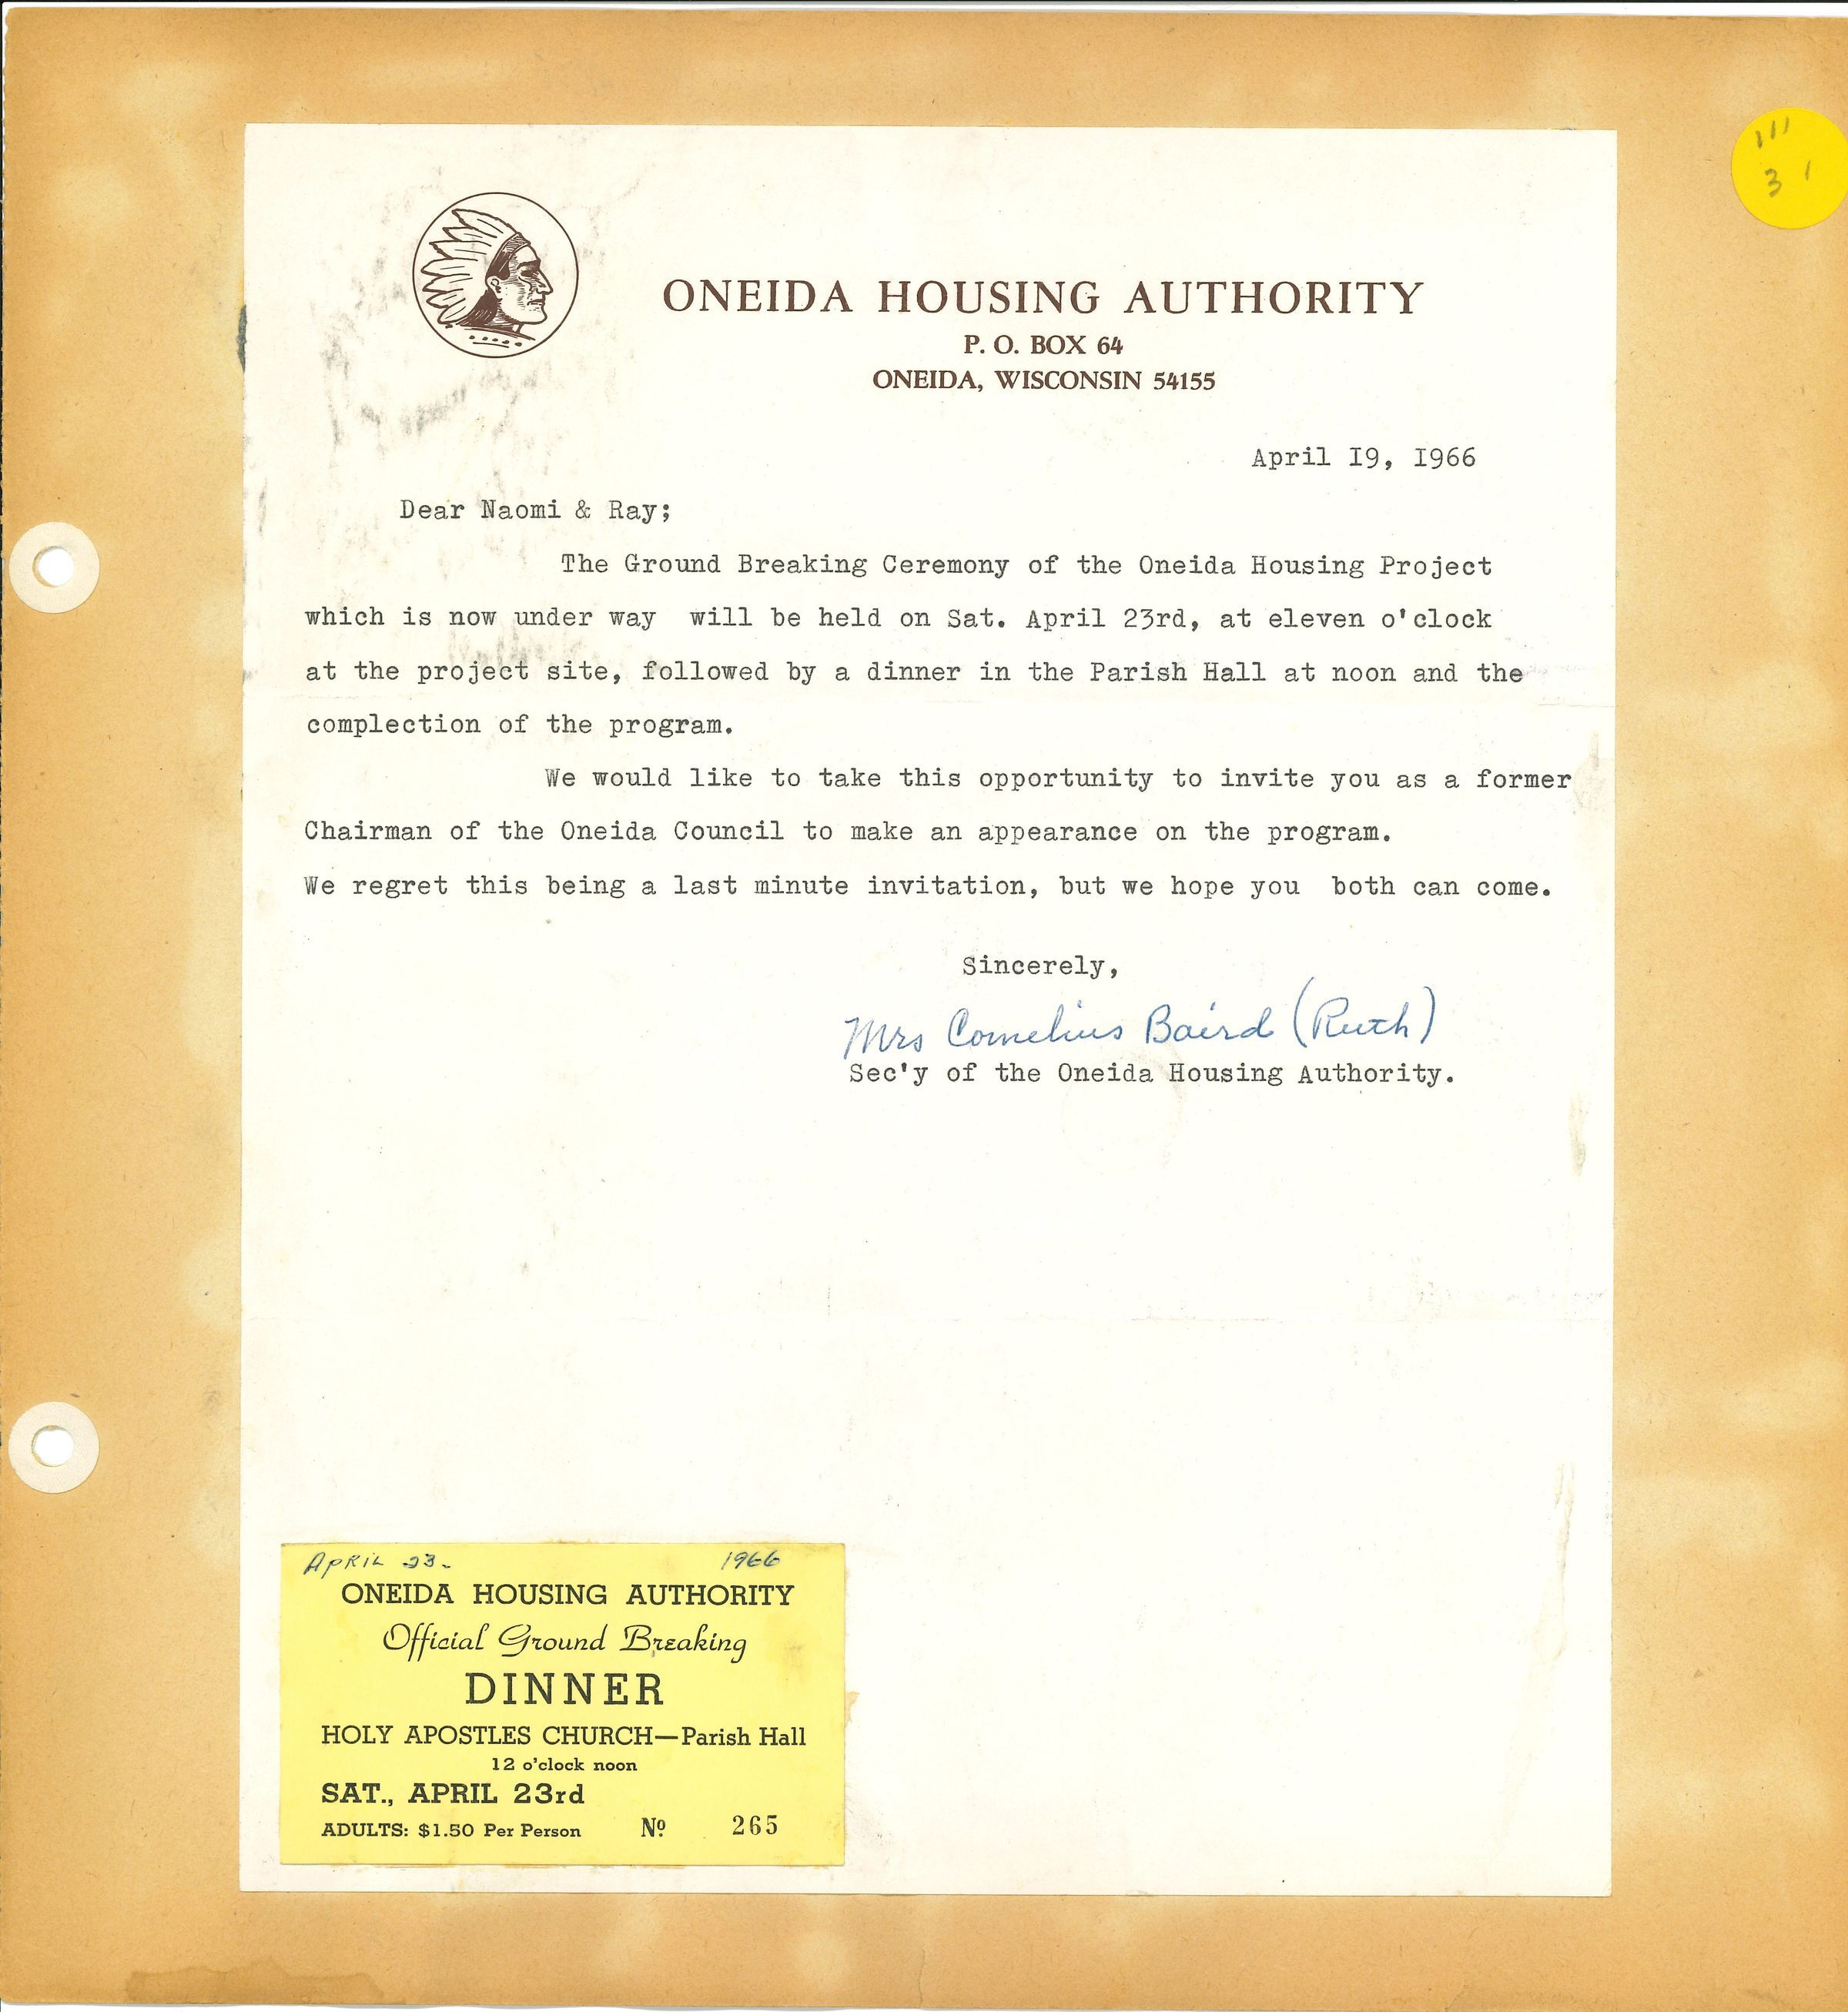 111
3 1
ONEIDA HOUSING AUTHORITY
P. O. BOX 64
ONEIDA, WISCONSIN 54155
April I9, I966
Dear Naomi & Ray;
The Ground Breaking Ceremony of the Oneida Housing Project
which is now under way will be held on Sat. April 23rd, at eleven o'clock
at the project site, followed by a dinner in the Parish Hall at noon and the
complection of the program.
We would like to take this opportunity to invite you as a former
Chairman of the Oneida Council to make an appearance on the program.
We regret this being a last minute invitation, but we hope you both can come.
Sincerely,
Mrs Cornelius Baird (Ruth)
Sec'y of the Oneida Housing Authority.
APRIL 23- 1966
ONEIDA HOUSING AUTHORITY
Official Ground Breaking
DINNER
HOLY APOSTLES CHURCH—Parish Hall
12 o'clock noon
SAT., APRIL 23rd
ADULTS: $1.50 Per Person Nº 265